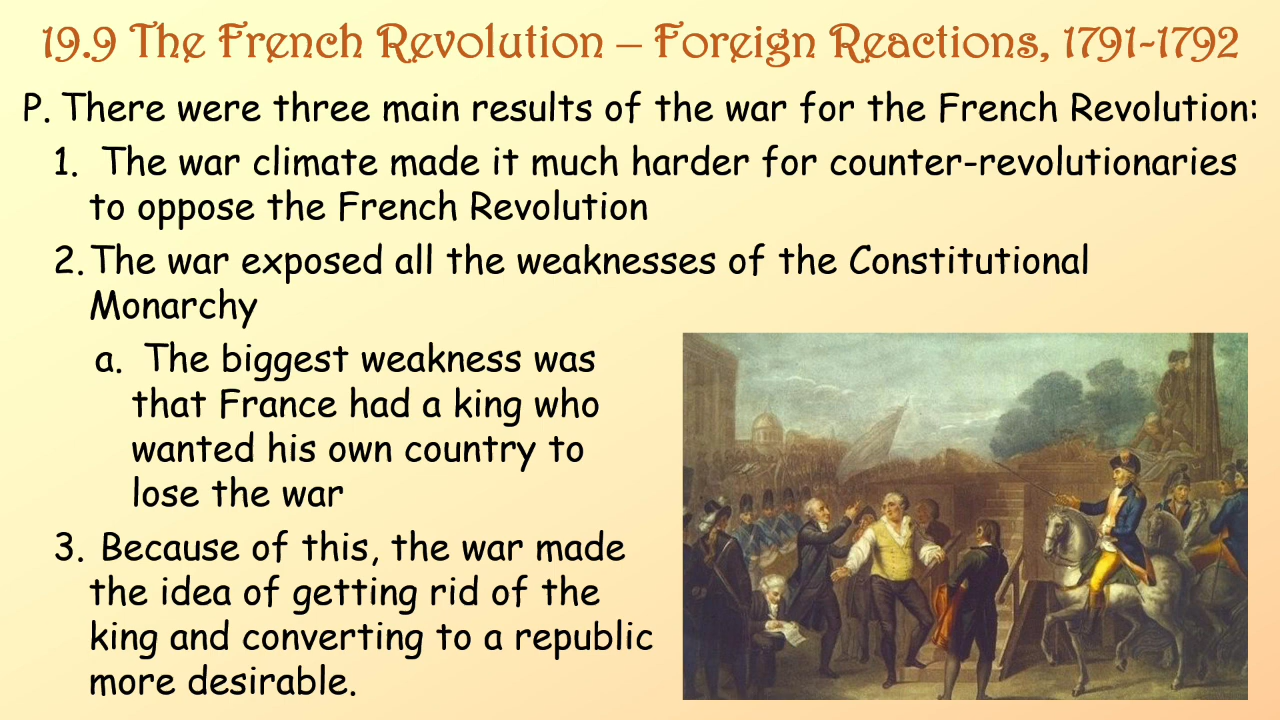 19.9 The French Revolution – Foreign Reactions, 1791-1792
P. There were three main results of the war for the French Revolution:
1. The war climate made it much harder for counter-revolutionaries
to oppose the French Revolution
2. The war exposed all the weaknesses of the Constitutional
Monarchy
a. The biggest weakness was
that France had a king who
wanted his own country to
lose the war
3. Because of this, the war made
the idea of getting rid of the
king and converting to a republic
more desirable.